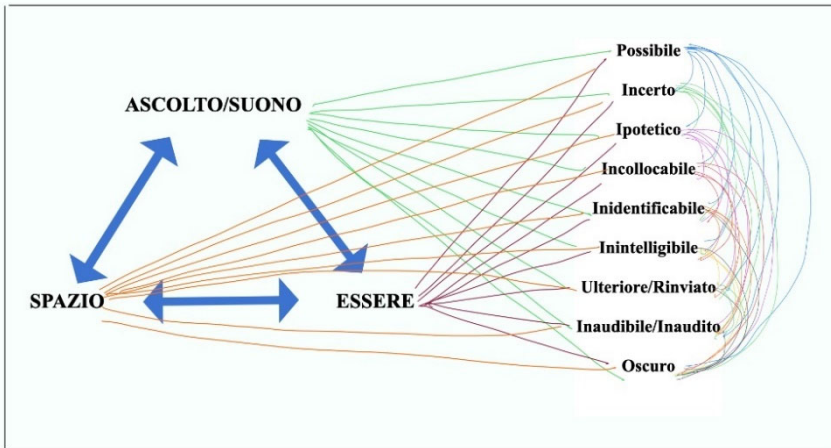 Possibile
ASCOLTO/SUONO
Incerto
Ipotetico
Incollocabile
Inidentificabile
Inintelligibile
SPAZIO
ESSERE
Ulteriore/Rinviato
Inaudibile/Inaudito
Oscuro